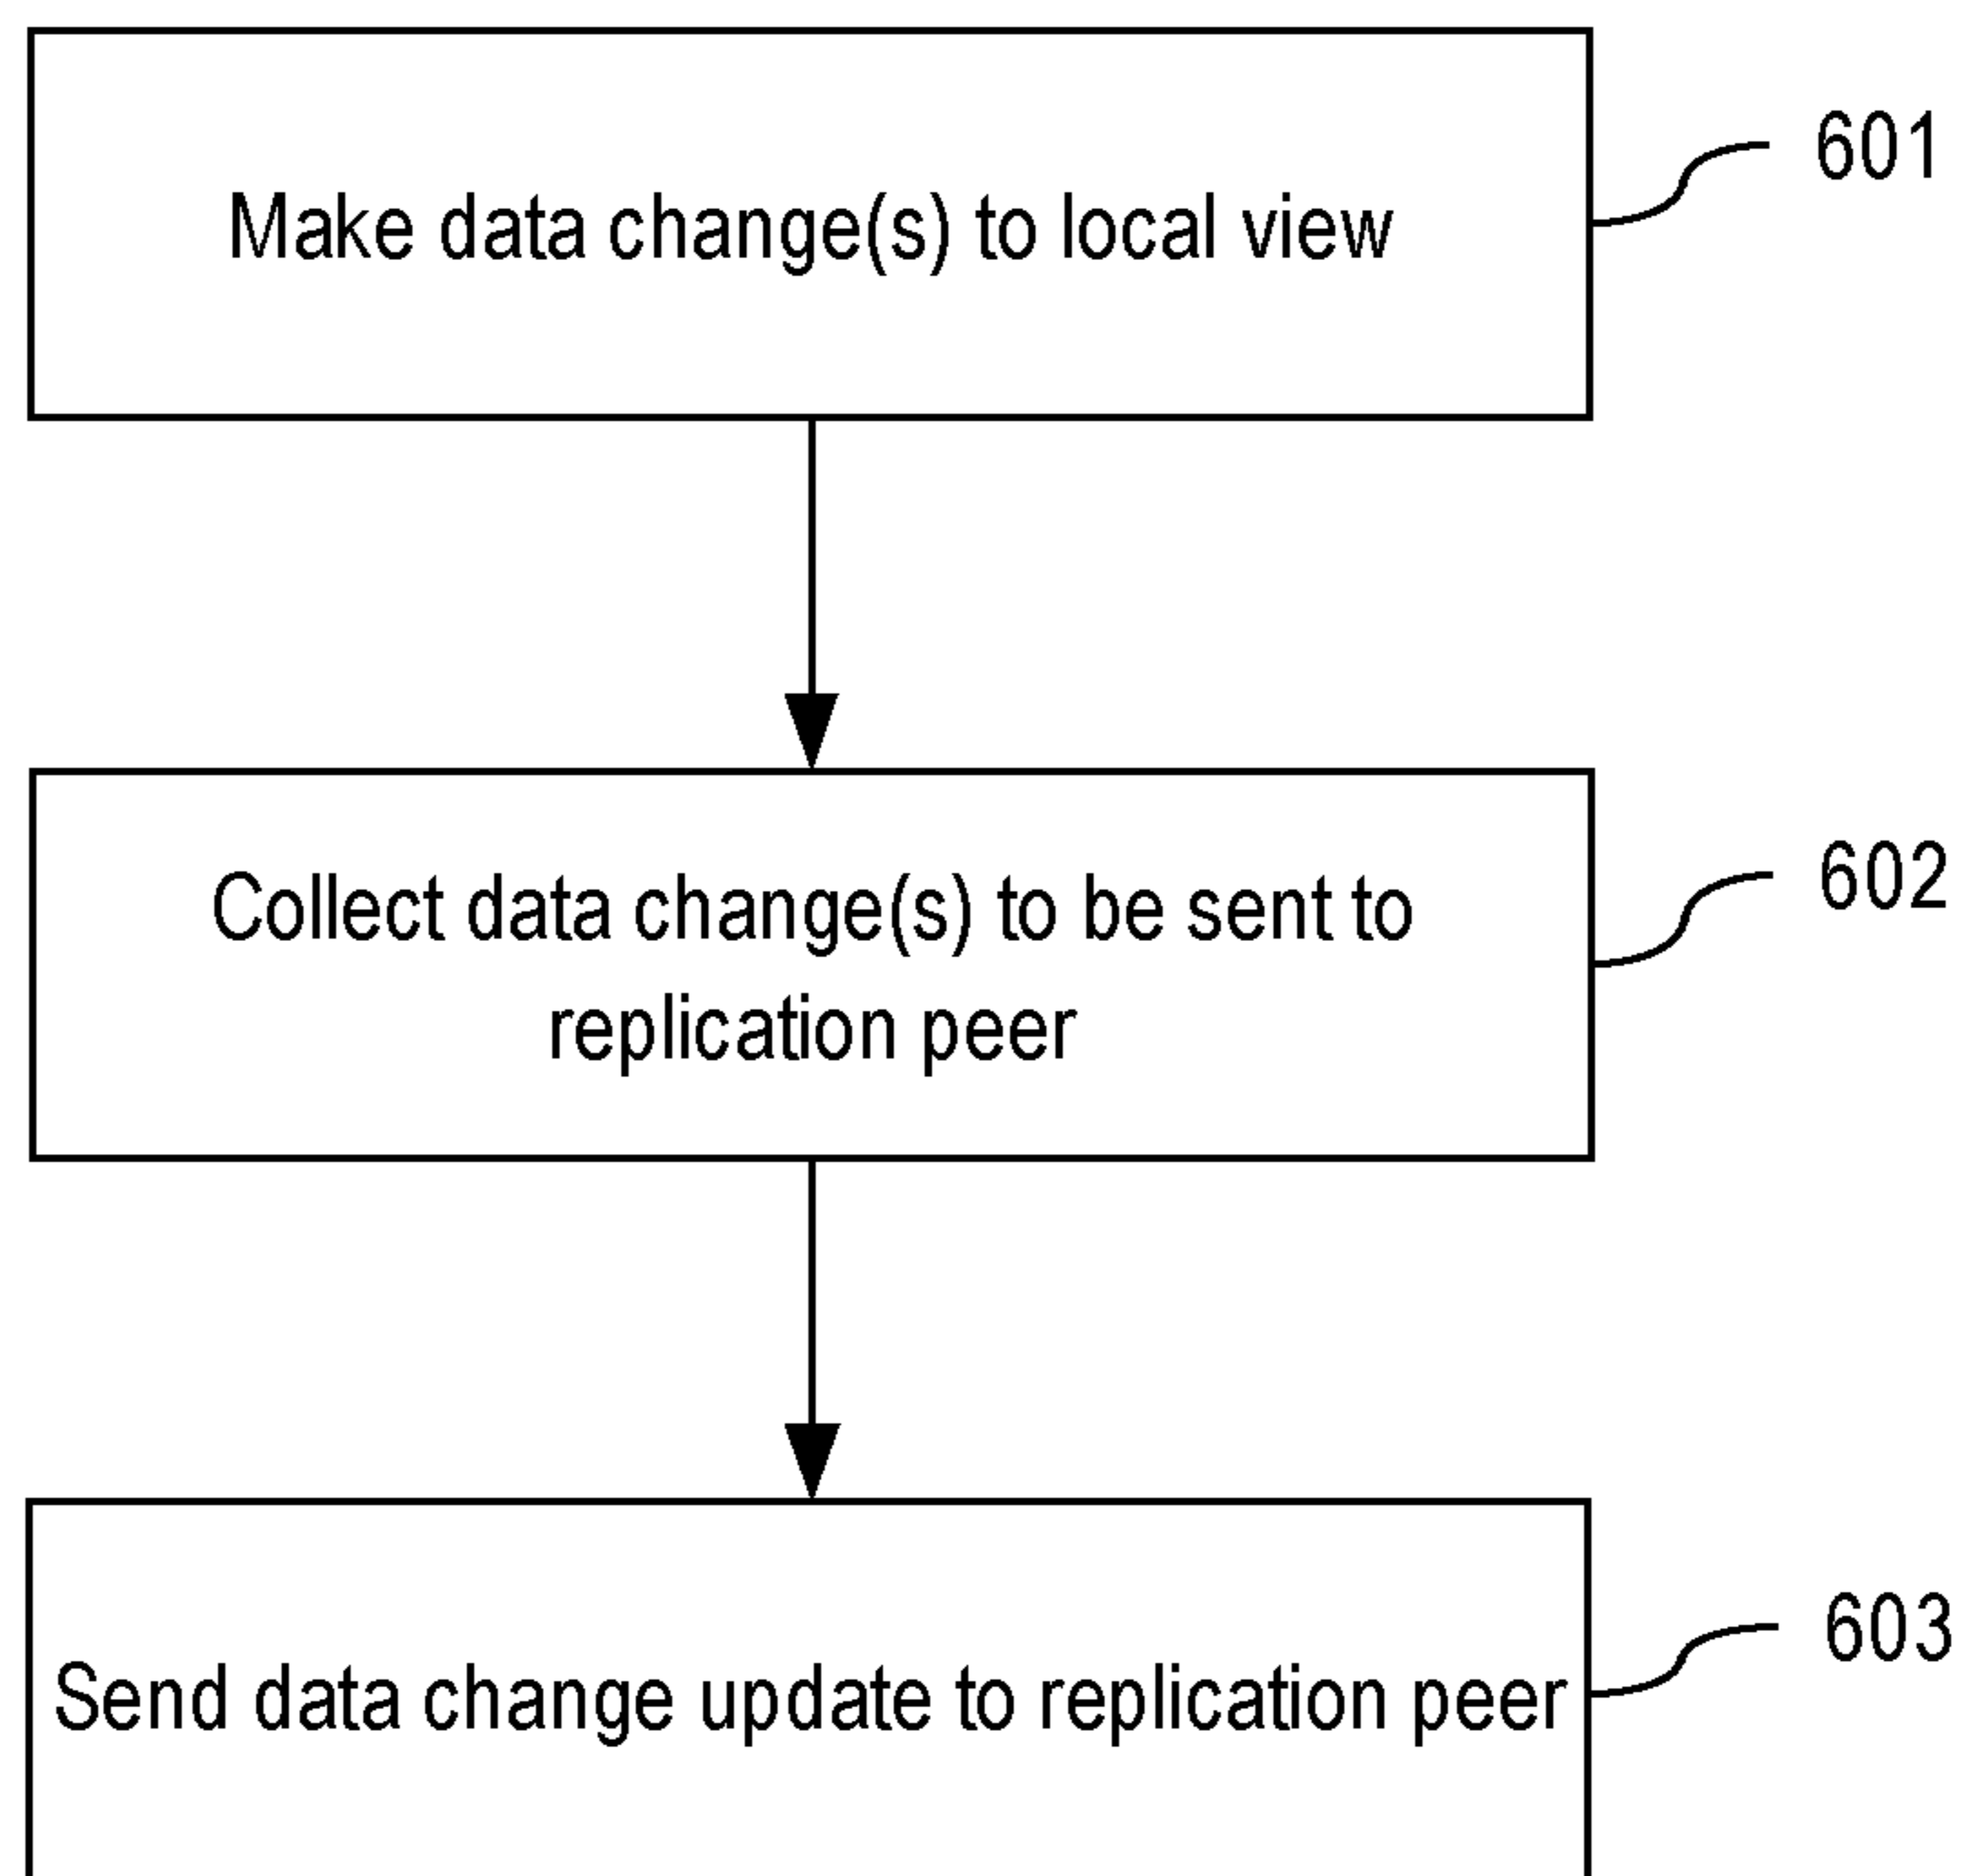 Make data change(s) to local view
601
Collect data change(s) to be sent to
replication peer
602
Send data change update to replication peer
603